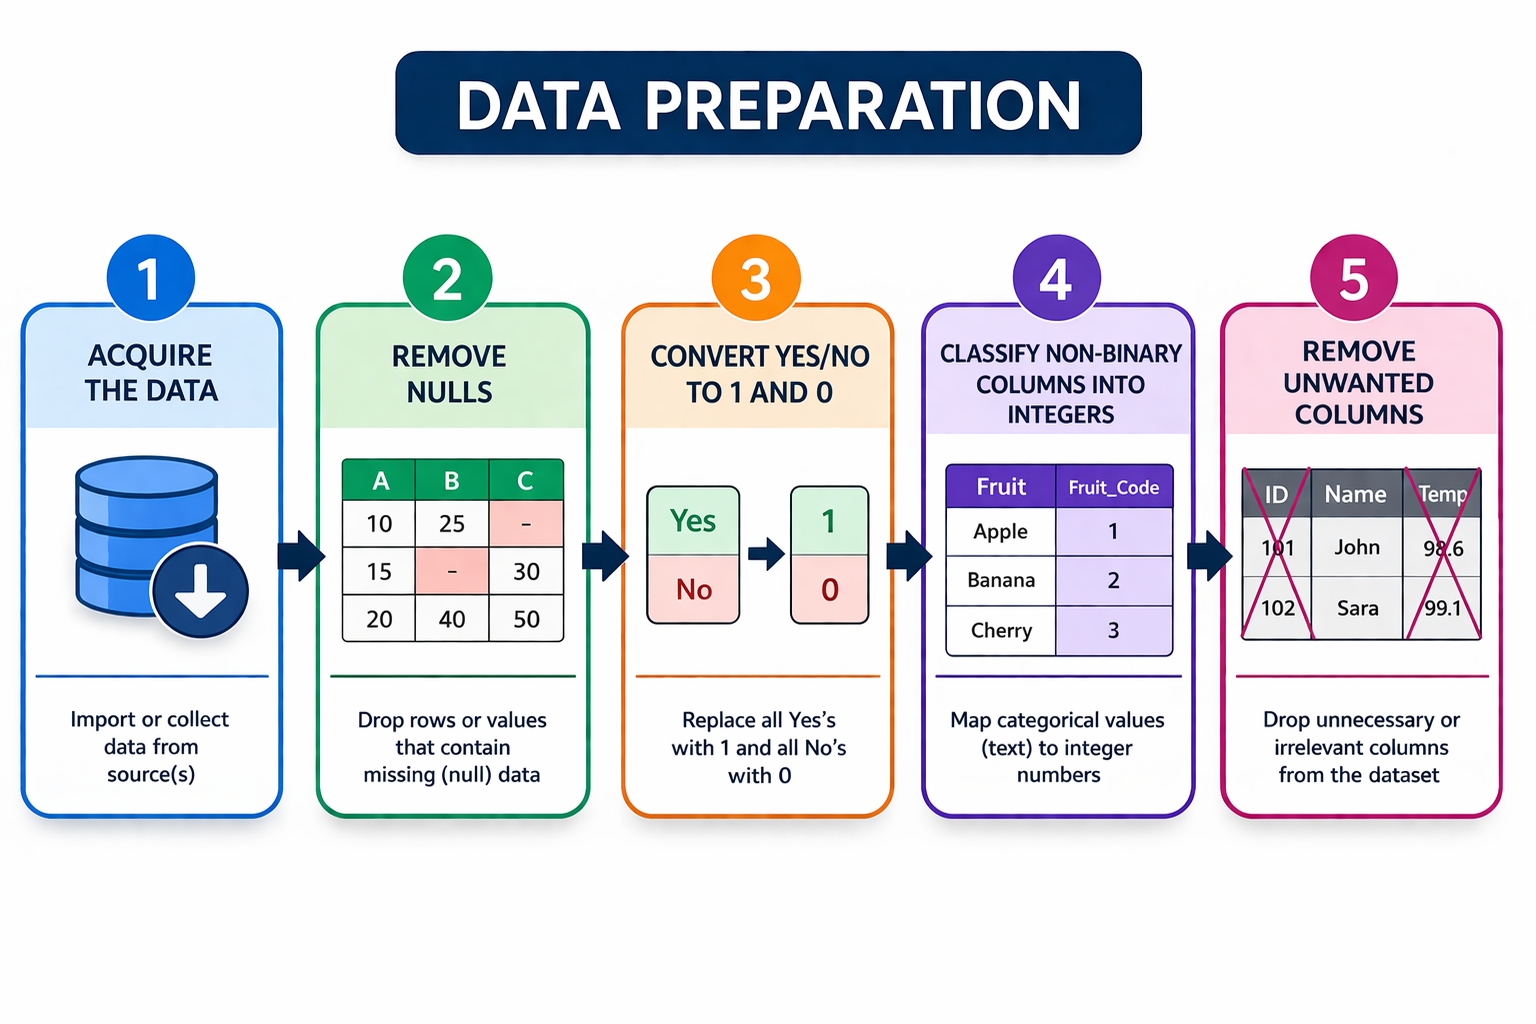 DATA PREPARATION
1
ACQUIRE
THE DATA
Import or collect
data from
source(s)
2
REMOVE
NULLS
A B C
10 25 -
15 - 30
20 40 50
Drop rows or values
that contain
missing (null) data
3
CONVERT YES/NO
TO 1 AND 0
Yes 1
No 0
Replace all Yes's
with 1 and all No's
with 0
4
CLASSIFY NON-BINARY
COLUMNS INTO
INTEGERS
Fruit Fruit_Code
Apple 1
Banana 2
Cherry 3
Map categorical values
(text) to integer
numbers
5
REMOVE
UNWANTED
COLUMNS
ID Name Temp
101 John 98.6
102 Sara 99.1
Drop unnecessary or
irrelevant columns
from the dataset